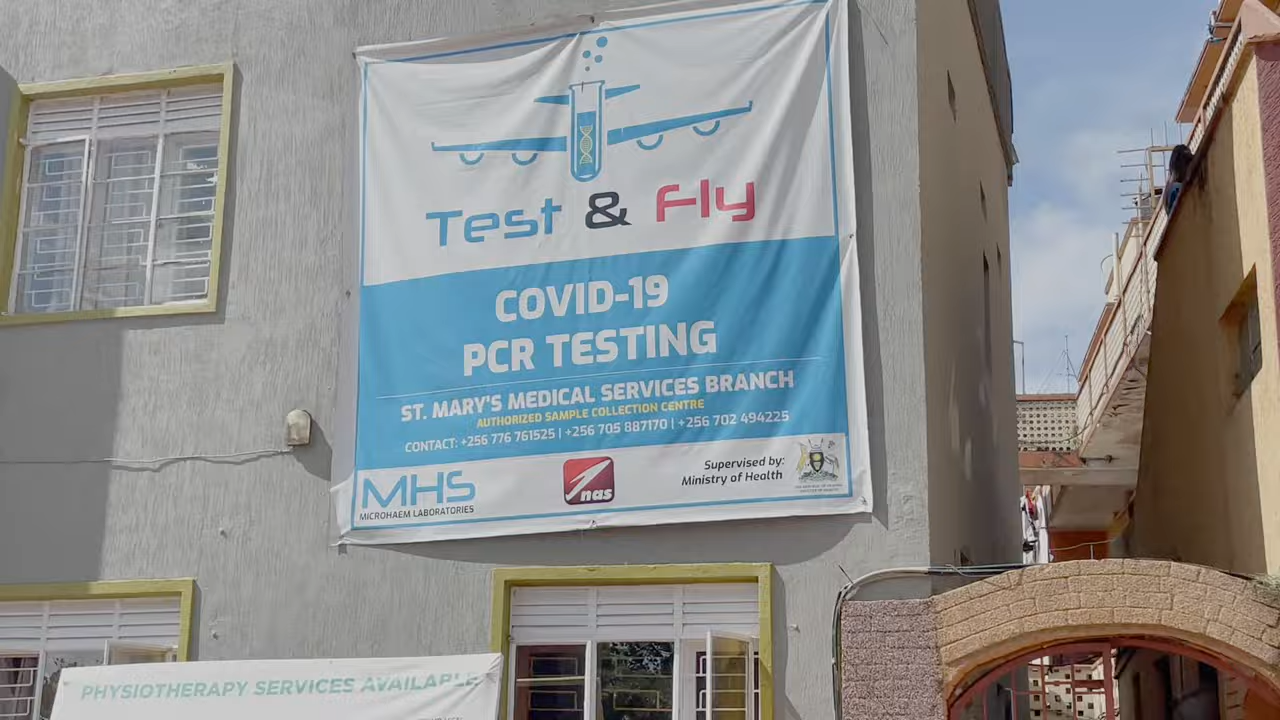 Test & Fly
COVID-19
PCR TESTING
ST. MARY'S MEDICAL SERVICES BRANCH
AUTHORIZED SAMPLE COLLECTION CENTRE
CONTACT: +256 776 761525 | +256 705 887170 | +256 702 494225
MHS
MICROHAEM LABORATORIES
nas
Supervised by:
Ministry of Health
PHYSIOTHERAPY SERVICES AVAILABLE